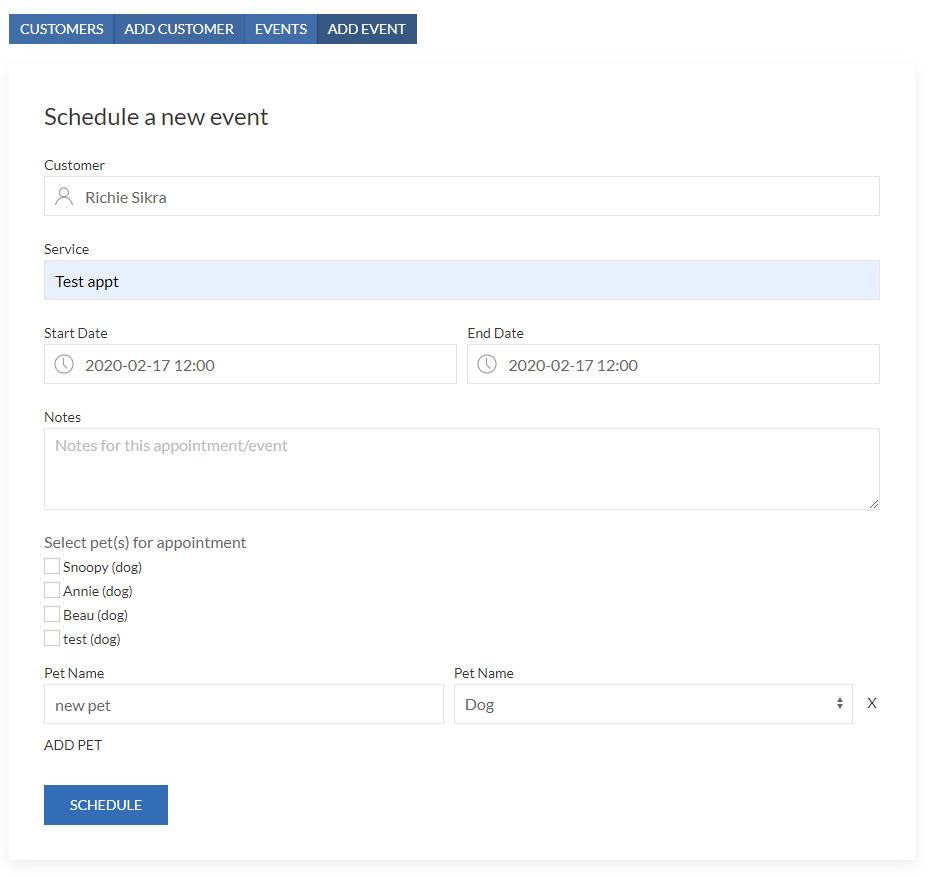 CUSTOMERS ADD CUSTOMER EVENTS ADD EVENT
Schedule a new event
Customer
Richie Sikra
Service
Test appt
Start Date End Date
2020-02-17 12:00 2020-02-17 12:00
Notes
Notes for this appointment/event
Select pet(s) for appointment
Snoopy (dog)
Annie (dog)
Beau (dog)
test (dog)
Pet Name Pet Name
new pet Dog X
ADD PET
SCHEDULE